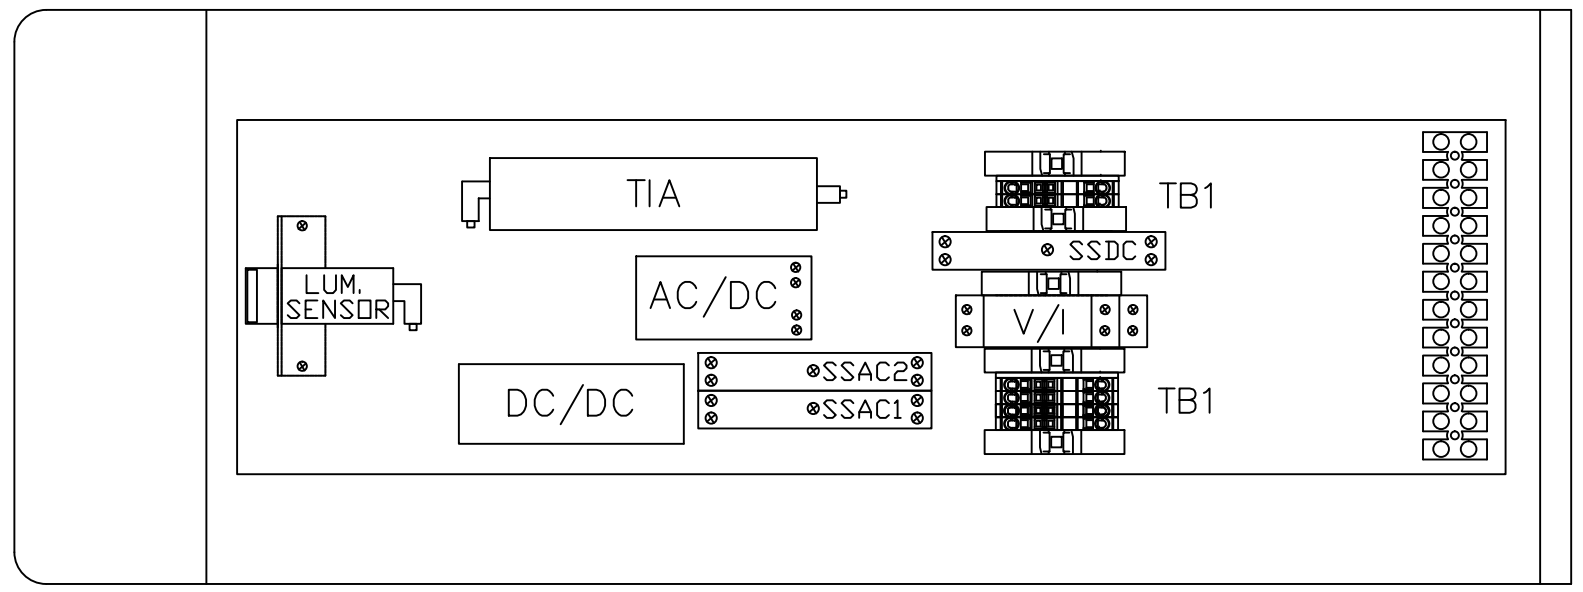 TIA
TB1
SSDC
LUM.
SENSOR
AC/DC
V/I
SSAC2
DC/DC
SSAC1
TB1